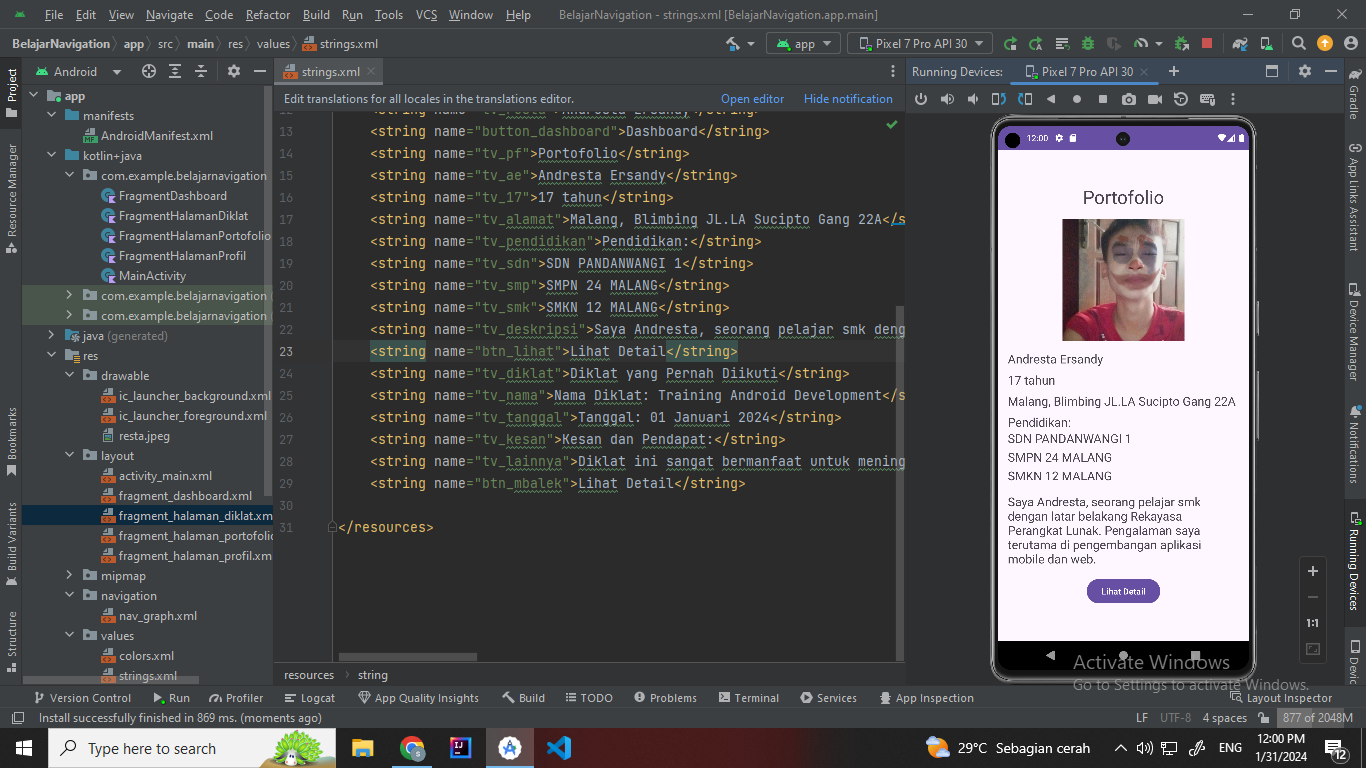 File Edit View Navigate Code Refactor Build Run Tools VCS Window Help BelajarNavigation - strings.xml [BelajarNavigation.app.main]
BelajarNavigation app src main res values strings.xml
app Pixel 7 Pro API 30
Android
strings.xml
Running Devices: Pixel 7 Pro API 30
Project
Resource Manager
Bookmarks
Build Variants
Structure
app
manifests
AndroidManifest.xml
kotlin+java
com.example.belajarnavigation
FragmentDashboard
FragmentHalamanDiklat
FragmentHalamanPortofolio
FragmentHalamanProfil
MainActivity
com.example.belajarnavigation
com.example.belajarnavigation
java (generated)
res
drawable
ic_launcher_background.xml
ic_launcher_foreground.xml
resta.jpeg
layout
activity_main.xml
fragment_dashboard.xml
fragment_halaman_diklat.xm
fragment_halaman_portofolio
fragment_halaman_profil.xm
mipmap
navigation
nav_graph.xml
values
colors.xml
strings.xml
Edit translations for all locales in the translations editor. Open editor Hide notification
13 <string name="button_dashboard">Dashboard</string>
14 <string name="tv_pf">Portofolio</string>
15 <string name="tv_ae">Andresta Ersandy</string>
16 <string name="tv_17">17 tahun</string>
17 <string name="tv_alamat">Malang, Blimbing JL.LA Sucipto Gang 22A</s
18 <string name="tv_pendidikan">Pendidikan:</string>
19 <string name="tv_sdn">SDN PANDANWANGI 1</string>
20 <string name="tv_smp">SMPN 24 MALANG</string>
21 <string name="tv_smk">SMKN 12 MALANG</string>
22 <string name="tv_deskripsi">Saya Andresta, seorang pelajar smk deng
23 <string name="btn_lihat">Lihat Detail</string>
24 <string name="tv_diklat">Diklat yang Pernah Diikuti</string>
25 <string name="tv_nama">Nama Diklat: Training Android Development</s
26 <string name="tv_tanggal">Tanggal: 01 Januari 2024</string>
27 <string name="tv_kesan">Kesan dan Pendapat:</string>
28 <string name="tv_lainnya">Diklat ini sangat bermanfaat untuk mening
29 <string name="btn_mbalek">Lihat Detail</string>
30
31 </resources>
resources string
12:00
Portofolio
Andresta Ersandy
17 tahun
Malang, Blimbing JL.LA Sucipto Gang 22A
Pendidikan:
SDN PANDANWANGI 1
SMPN 24 MALANG
SMKN 12 MALANG
Saya Andresta, seorang pelajar smk
dengan latar belakang Rekayasa
Perangkat Lunak. Pengalaman saya
terutama di pengembangan aplikasi
mobile dan web.
Lihat Detail
1:1
Gradle
App Links Assistant
Device Manager
Notifications
Running Devices
Activate Windows
Go to Settings to activate Windows.
Version Control Run Profiler Logcat App Quality Insights Build TODO Problems Terminal Services App Inspection Layout Inspector
Install successfully finished in 869 ms. (moments ago) LF UTF-8 4 spaces 877 of 2048M
Type here to search
29°C Sebagian cerah ENG 12:00 PM
1/31/2024
12